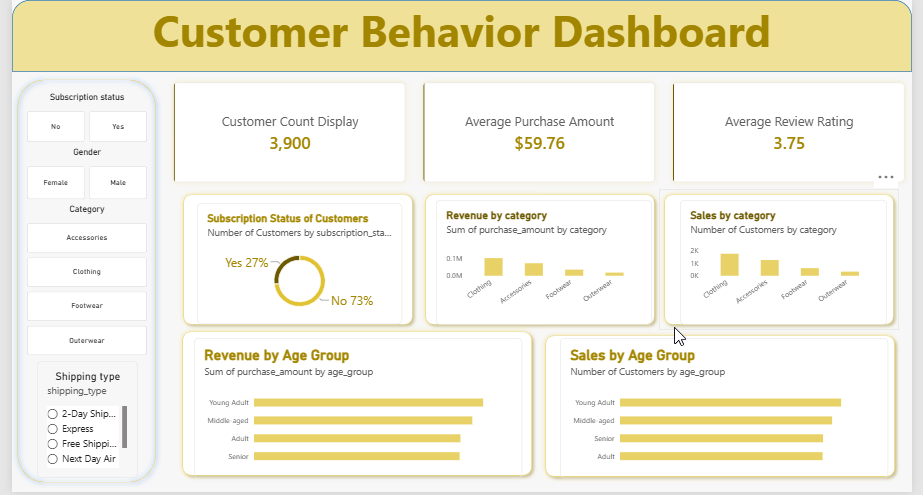 Customer Behavior Dashboard
Subscription status
No
Yes
Gender
Female
Male
Category
Accessories
Clothing
Footwear
Outerwear
Shipping type
shipping_type
2-Day Ship...
Express
Free Shippi...
Next Day Air
Customer Count Display
3,900
Average Purchase Amount
$59.76
Average Review Rating
3.75
Subscription Status of Customers
Number of Customers by subscription_sta...
Yes 27%
No 73%
Revenue by category
Sum of purchase_amount by category
0.1M
0.0M
Clothing
Accessories
Footwear
Outerwear
Sales by category
Number of Customers by category
2K
1K
0K
Clothing
Accessories
Footwear
Outerwear
Revenue by Age Group
Sum of purchase_amount by age_group
Young Adult
Middle-aged
Adult
Senior
Sales by Age Group
Number of Customers by age_group
Young Adult
Middle-aged
Senior
Adult